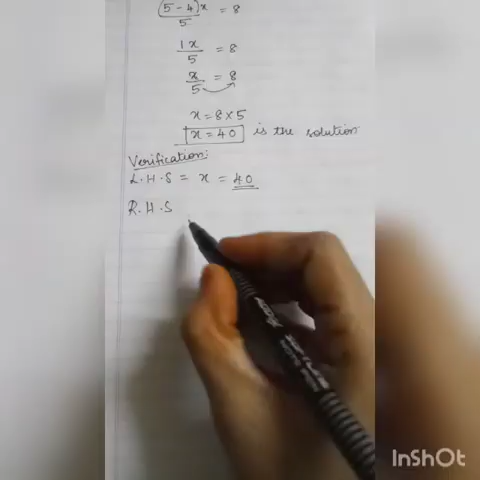 (5-4)x/5 = 8
1x/5 = 8
x/5 = 8
x = 8 x 5
x = 40 is the solution
Verification:
L.H.S = x = 40
R.H.S
InShOt